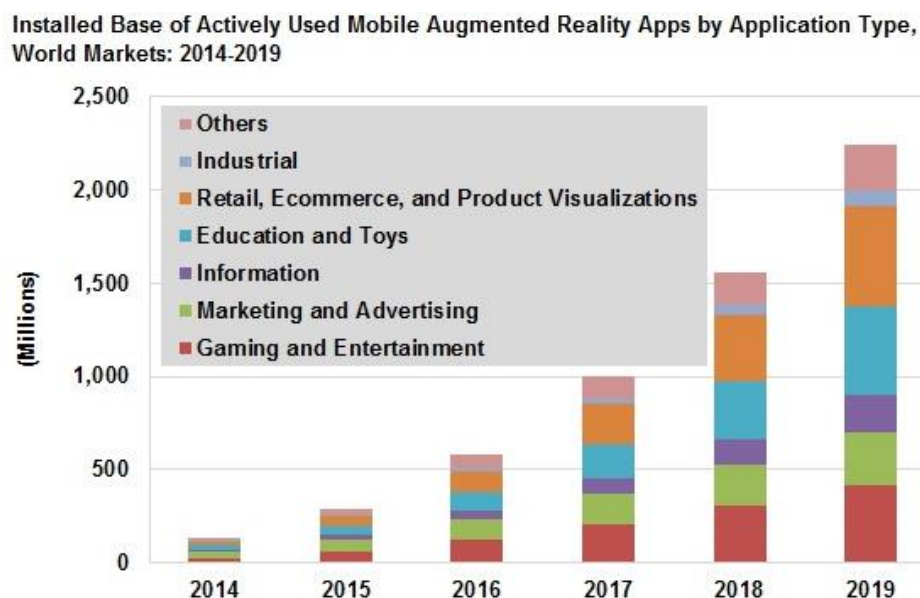 Installed Base of Actively Used Mobile Augmented Reality Apps by Application Type,
World Markets: 2014-2019
2,500
2,000
1,500
1,000
500
0
(Millions)
Others
Industrial
Retail, Ecommerce, and Product Visualizations
Education and Toys
Information
Marketing and Advertising
Gaming and Entertainment
2014 2015 2016 2017 2018 2019